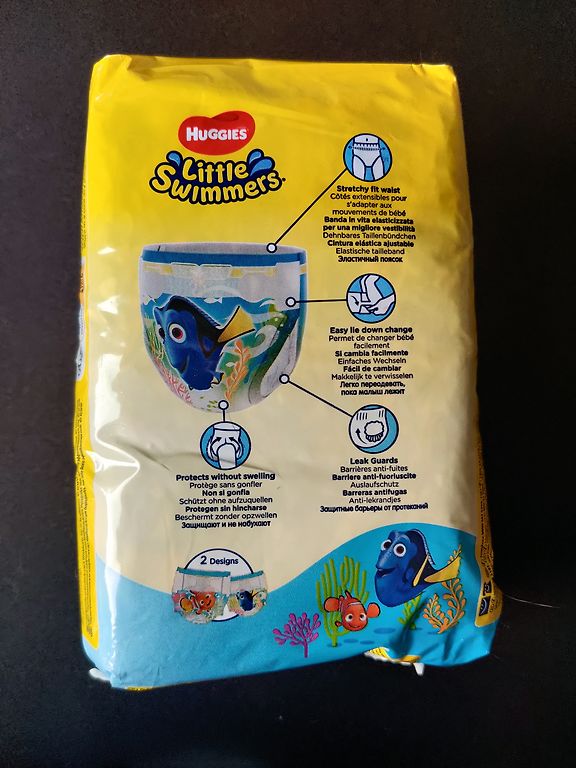 HUGGIES
Little
Swimmers.
Stretchy fit waist
Côtés extensibles pour
s'adapter aux
mouvements de bébé
Banda in vita elasticizzata
per una migliore vestibilità
Dehnbares Taillenbündchen
Cintura elástica ajustable
Elastische tailleband
Эластичный поясок
Easy lie down change
Permet de changer bébé
facilement
Si cambia facilmente
Einfaches Wechseln
Fácil de cambiar
Makkelijk te verwisselen
Легко переодевать,
пока малыш лежит
Leak Guards
Barrières anti-fuites
Barriere anti-fuoriuscite
Auslaufschutz
Barreras antifugas
Anti-lekrandjes
Защитные барьеры от протеканий
Protects without swelling
Protège sans gonfler
Non si gonfia
Schützt ohne aufzuquellen
Protegen sin hincharse
Beschermt zonder opzwellen
Защищают и не набухают
2 Designs